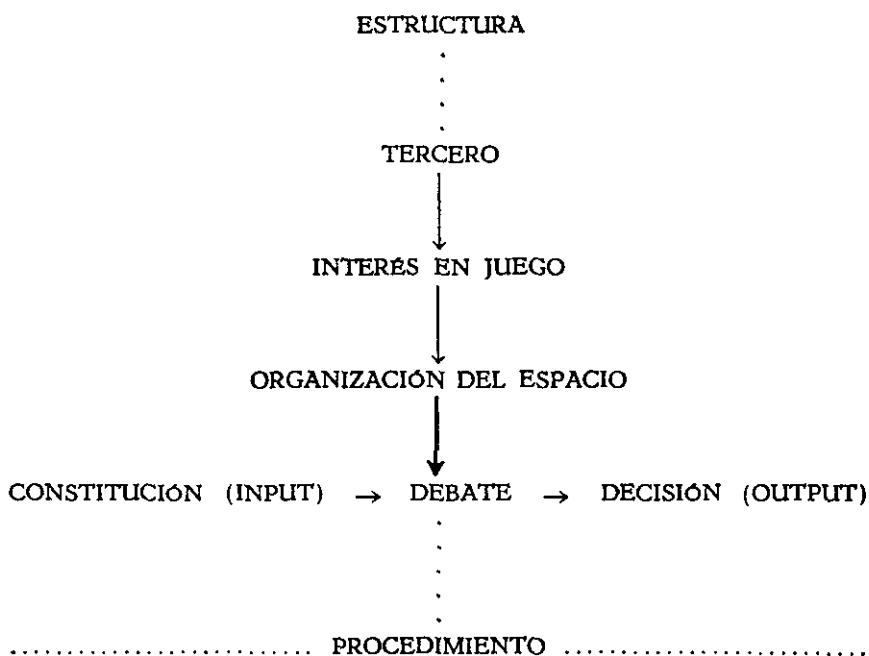 ESTRUCTURA
TERCERO
INTERÉS EN JUEGO
ORGANIZACIÓN DEL ESPACIO
CONSTITUCIÓN (INPUT) → DEBATE → DECISIÓN (OUTPUT)
......................... PROCEDIMIENTO .........................